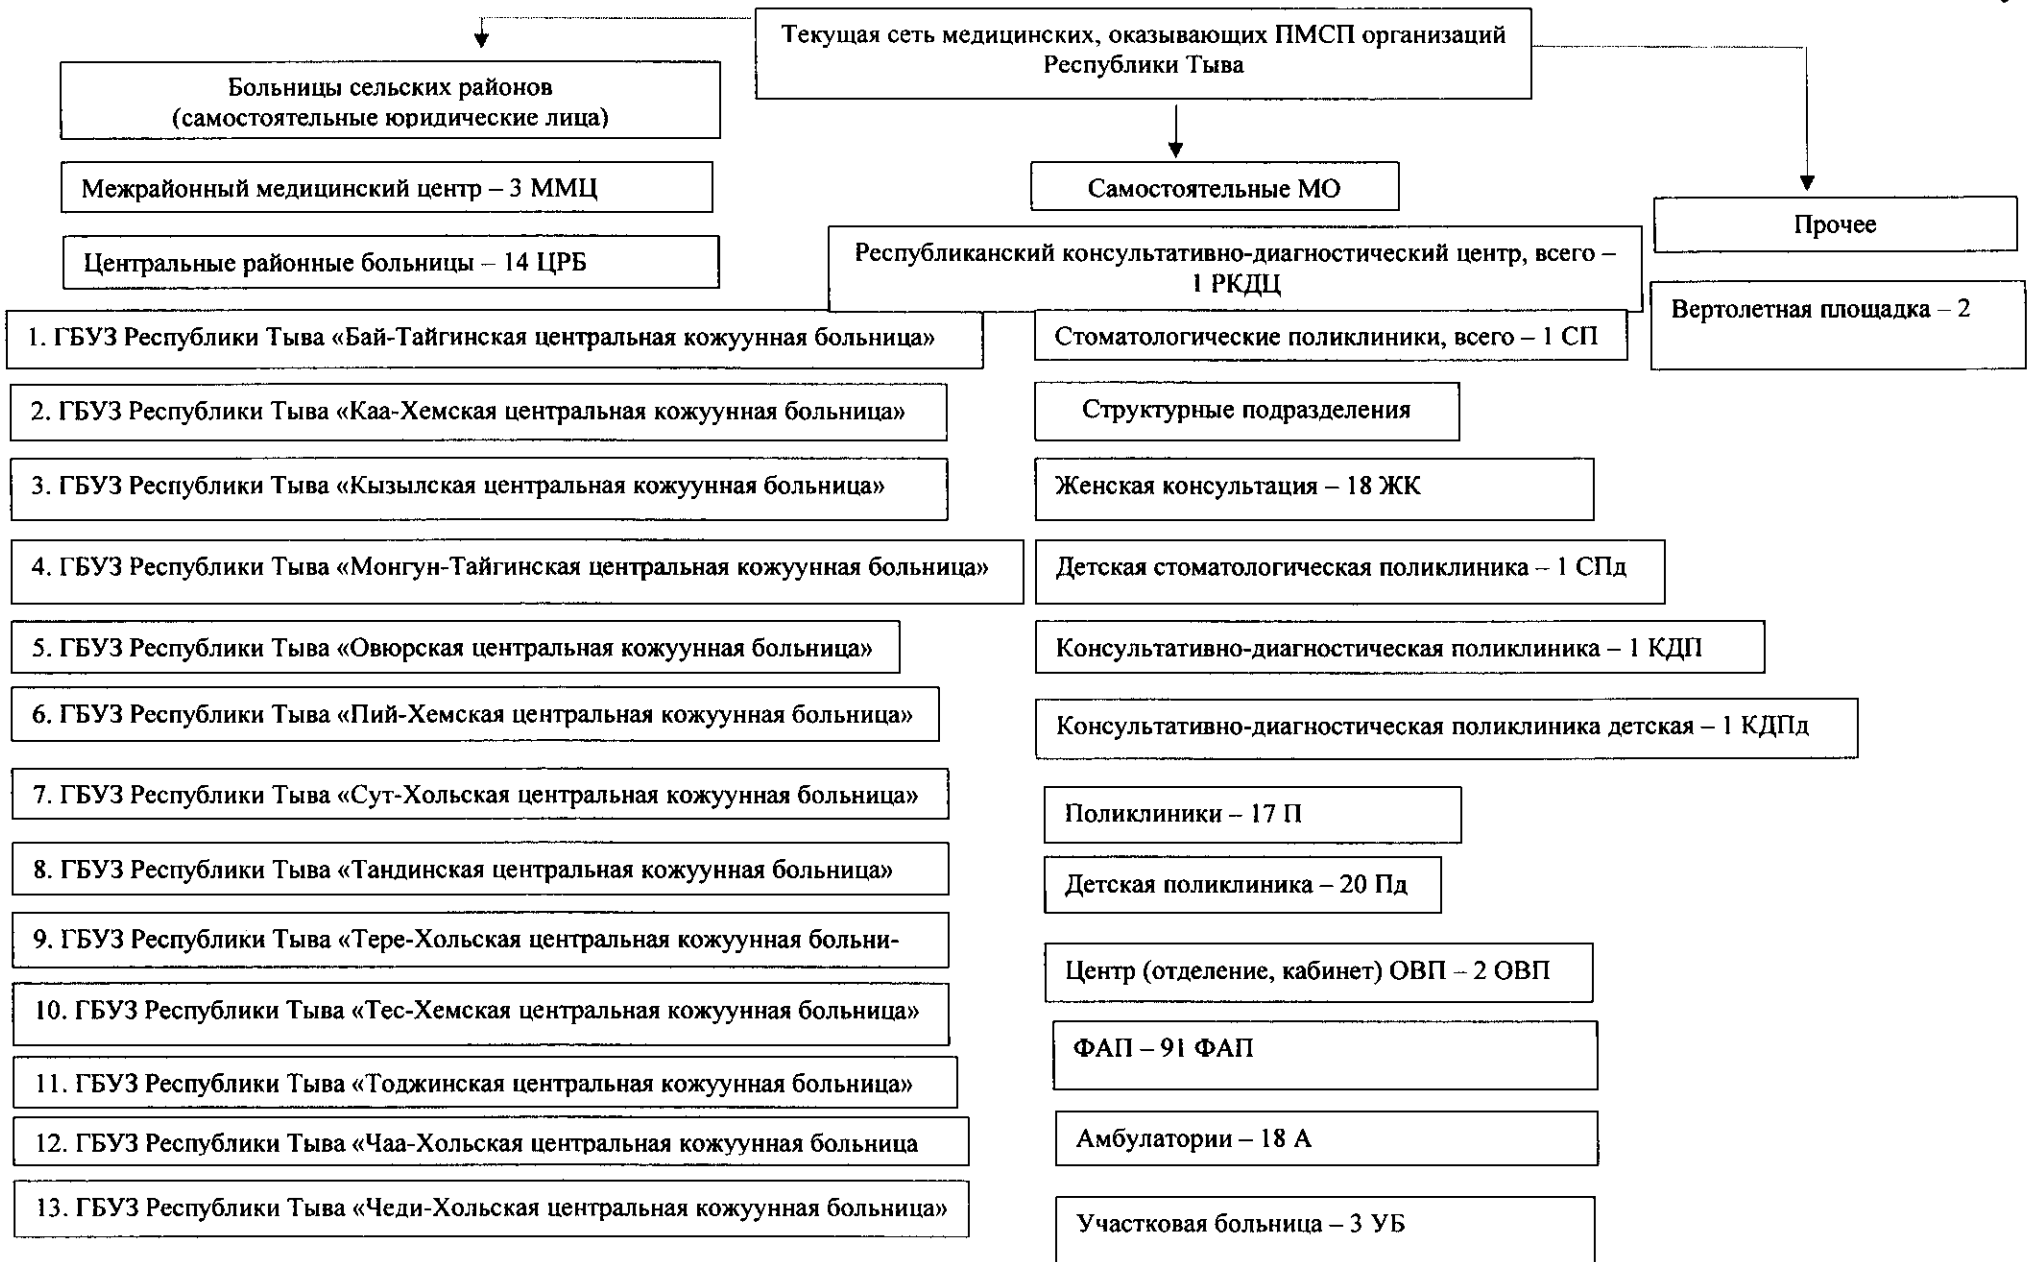 Текущая сеть медицинских, оказывающих ПМСП организаций
Республики Тыва
Больницы сельских районов
(самостоятельные юридические лица)
Межрайонный медицинский центр – 3 ММЦ
Центральные районные больницы – 14 ЦРБ
1. ГБУЗ Республики Тыва «Бай-Тайгинская центральная кожуунная больница»
2. ГБУЗ Республики Тыва «Каа-Хемская центральная кожуунная больница»
3. ГБУЗ Республики Тыва «Кызылская центральная кожуунная больница»
4. ГБУЗ Республики Тыва «Монгун-Тайгинская центральная кожуунная больница»
5. ГБУЗ Республики Тыва «Овюрская центральная кожуунная больница»
6. ГБУЗ Республики Тыва «Пий-Хемская центральная кожуунная больница»
7. ГБУЗ Республики Тыва «Сут-Хольская центральная кожуунная больница»
8. ГБУЗ Республики Тыва «Тандинская центральная кожуунная больница»
9. ГБУЗ Республики Тыва «Тере-Хольская центральная кожуунная больни-
10. ГБУЗ Республики Тыва «Тес-Хемская центральная кожуунная больница»
11. ГБУЗ Республики Тыва «Тоджинская центральная кожуунная больница»
12. ГБУЗ Республики Тыва «Чаа-Хольская центральная кожуунная больница
13. ГБУЗ Республики Тыва «Чеди-Хольская центральная кожуунная больница»
Самостоятельные МО
Республиканский консультативно-диагностический центр, всего –
1 РКДЦ
Стоматологические поликлиники, всего – 1 СП
Структурные подразделения
Женская консультация – 18 ЖК
Детская стоматологическая поликлиника – 1 СПд
Консультативно-диагностическая поликлиника – 1 КДП
Консультативно-диагностическая поликлиника детская – 1 КДПд
Поликлиники – 17 П
Детская поликлиника – 20 Пд
Центр (отделение, кабинет) ОВП – 2 ОВП
ФАП – 91 ФАП
Амбулатории – 18 А
Участковая больница – 3 УБ
Прочее
Вертолетная площадка – 2